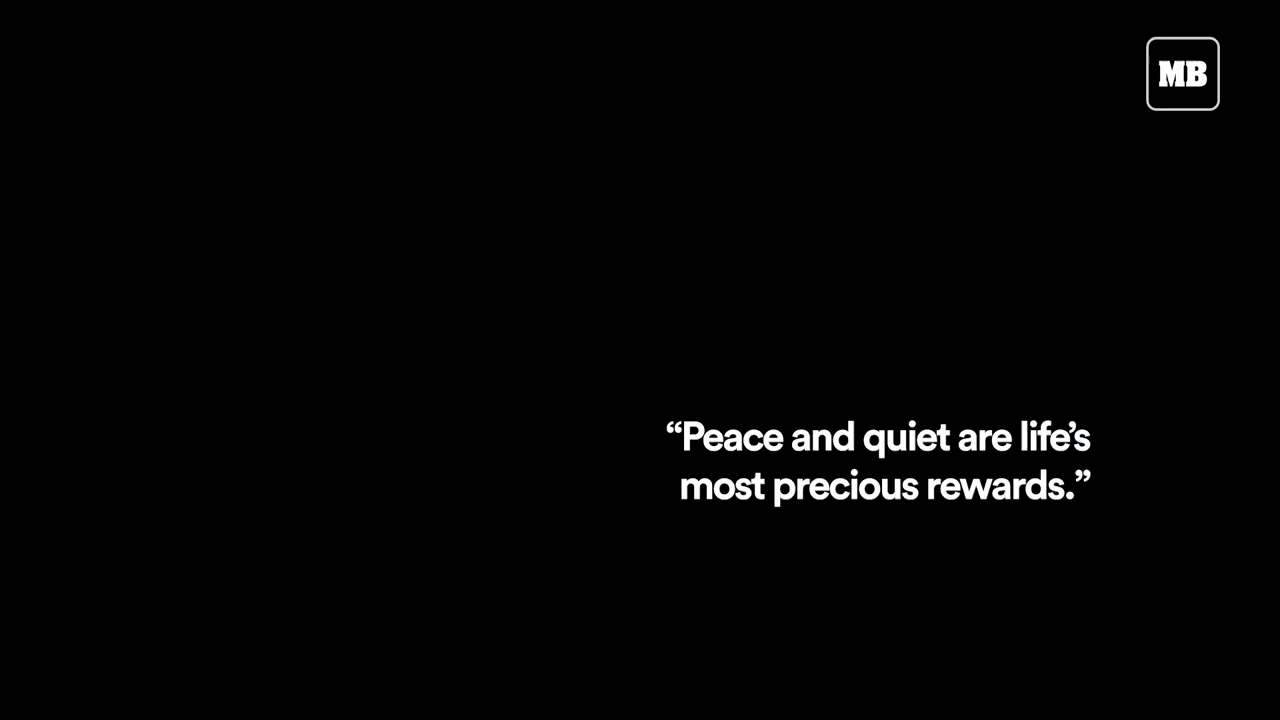 MB
“Peace and quiet are life’s
most precious rewards.”